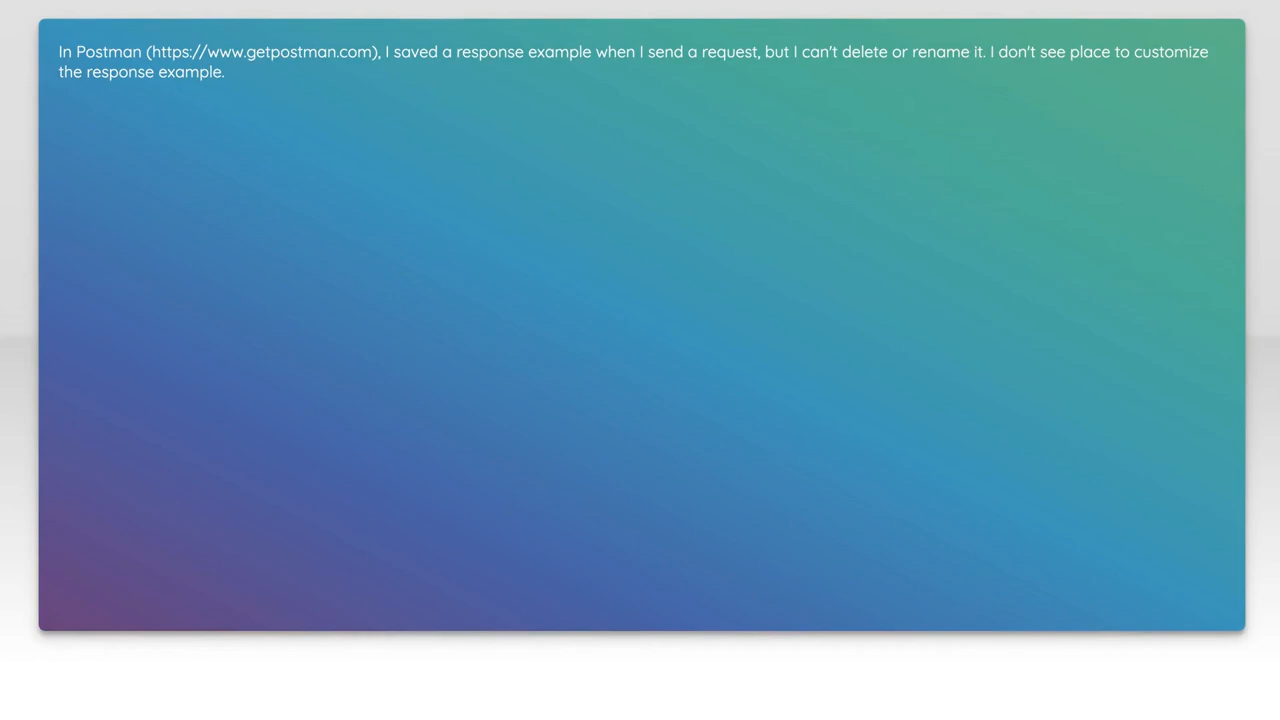 In Postman (https://www.getpostman.com), I saved a response example when I send a request, but I can't delete or rename it. I don't see place to customize
the response example.